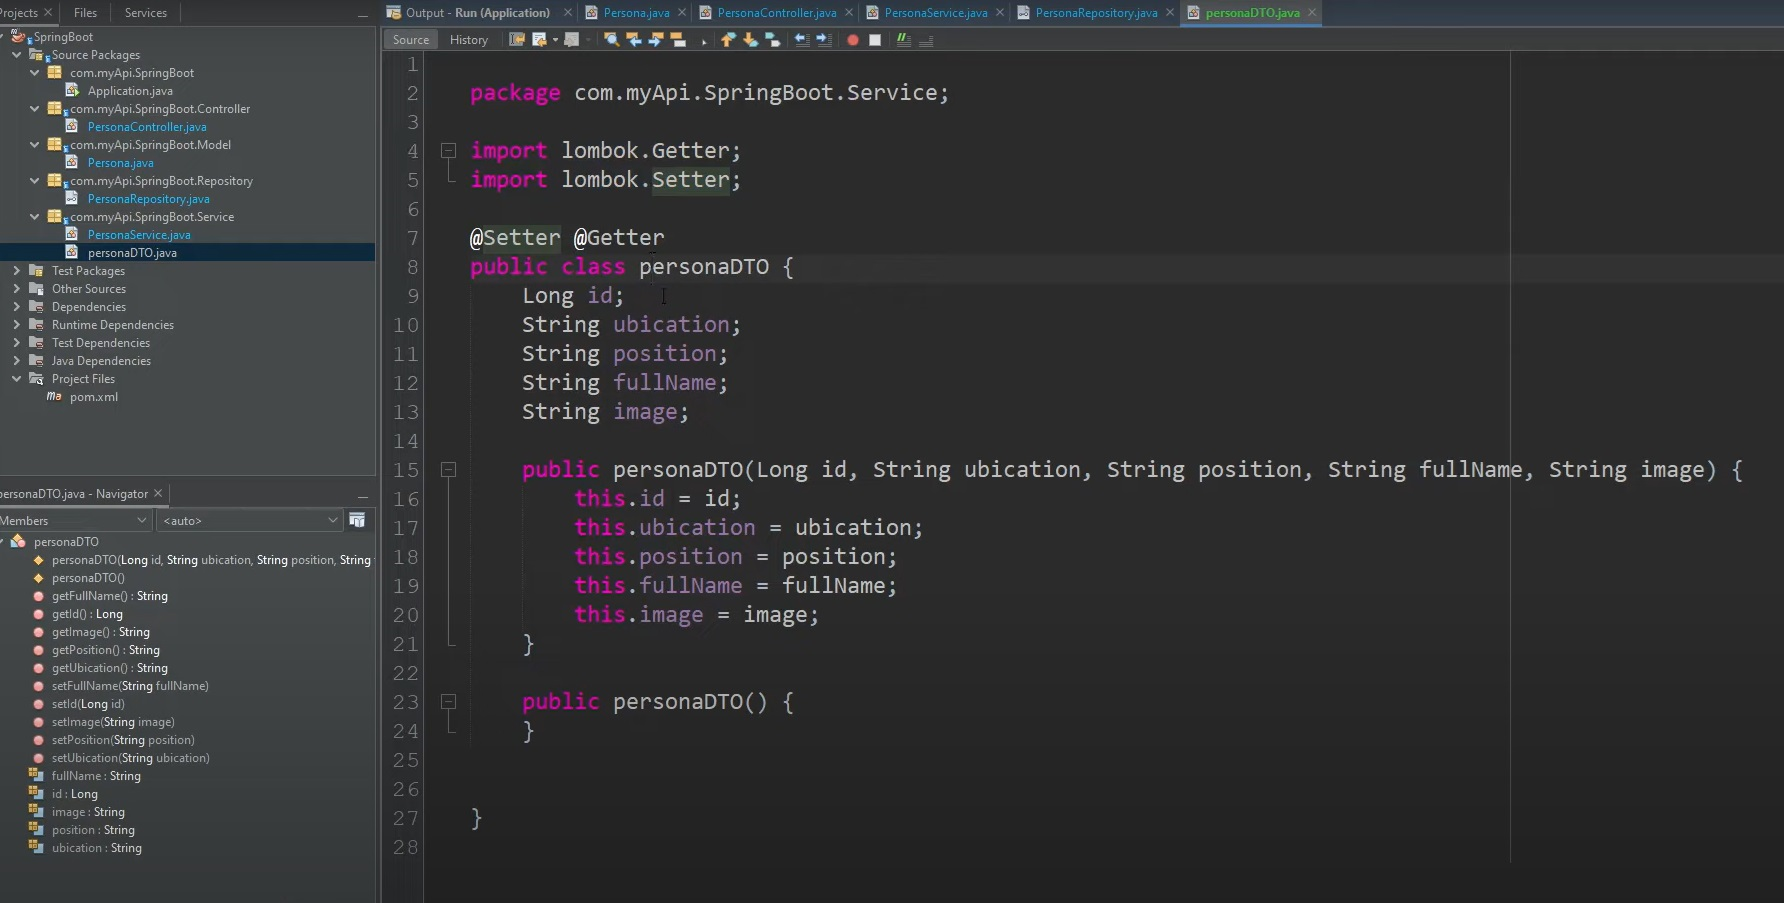 Projects
Files
Services
SpringBoot
Source Packages
com.myApi.SpringBoot
Application.java
com.myApi.SpringBoot.Controller
PersonaController.java
com.myApi.SpringBoot.Model
Persona.java
com.myApi.SpringBoot.Repository
PersonaRepository.java
com.myApi.SpringBoot.Service
PersonaService.java
personaDTO.java
Test Packages
Other Sources
Dependencies
Runtime Dependencies
Test Dependencies
Java Dependencies
Project Files
pom.xml
personaDTO.java - Navigator
Members
<auto>
personaDTO
personaDTO(Long id, String ubication, String position, String
personaDTO()
getFullName() : String
getId() : Long
getImage() : String
getPosition() : String
getUbication() : String
setFullName(String fullName)
setId(Long id)
setImage(String image)
setPosition(String position)
setUbication(String ubication)
fullName : String
id : Long
image : String
position : String
ubication : String
Output - Run (Application)
Persona.java
PersonaController.java
PersonaService.java
PersonaRepository.java
personaDTO.java
Source
History
1
2 package com.myApi.SpringBoot.Service;
3
4 import lombok.Getter;
5 import lombok.Setter;
6
7 @Setter @Getter
8 public class personaDTO {
9 Long id;
10 String ubication;
11 String position;
12 String fullName;
13 String image;
14
15 public personaDTO(Long id, String ubication, String position, String fullName, String image) {
16 this.id = id;
17 this.ubication = ubication;
18 this.position = position;
19 this.fullName = fullName;
20 this.image = image;
21 }
22
23 public personaDTO() {
24 }
25
26
27 }
28